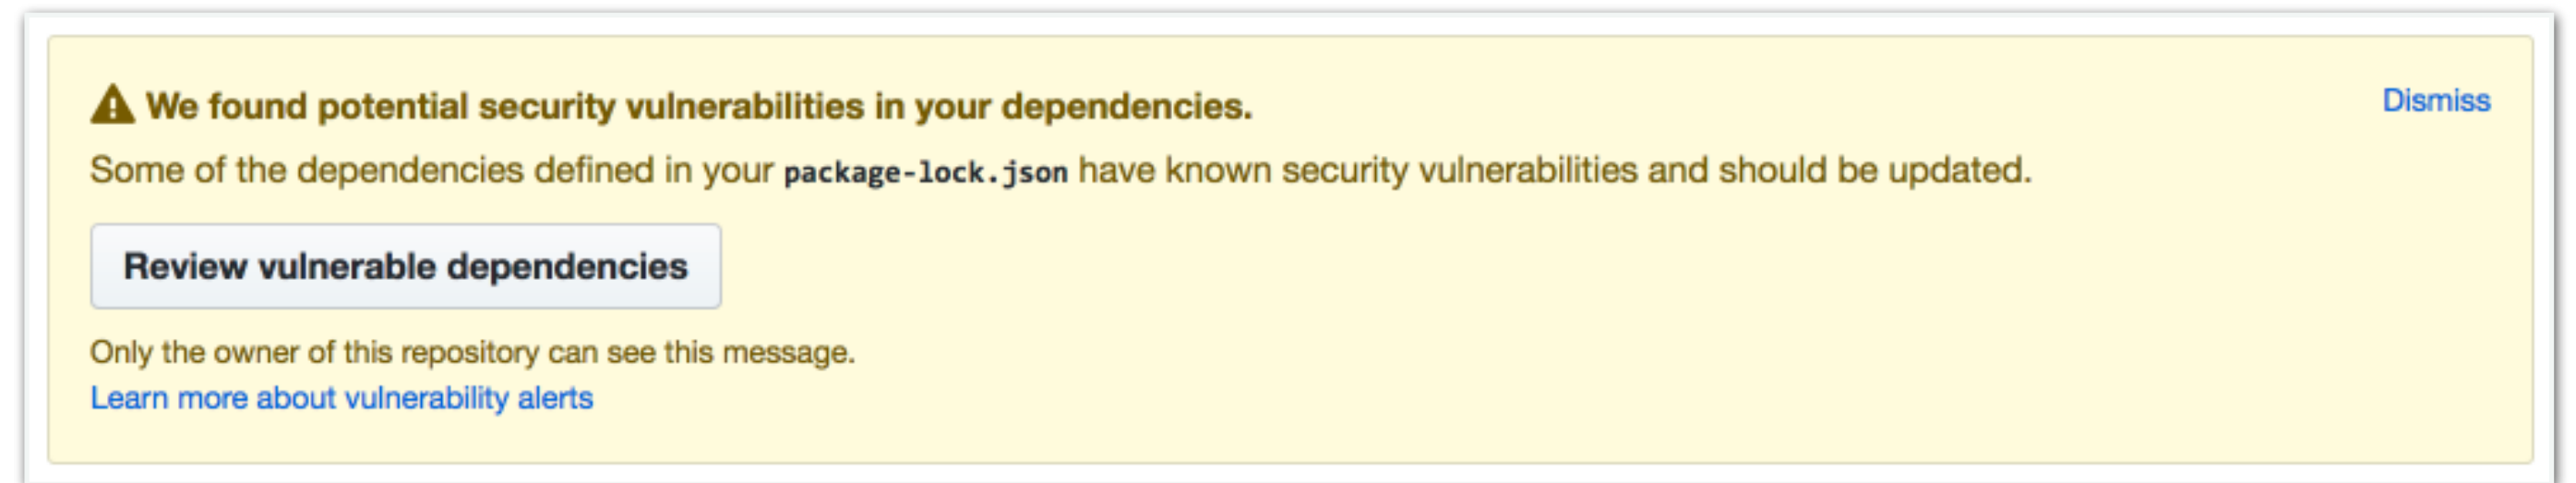 We found potential security vulnerabilities in your dependencies.
Dismiss
Some of the dependencies defined in your package-lock.json have known security vulnerabilities and should be updated.
Review vulnerable dependencies
Only the owner of this repository can see this message.
Learn more about vulnerability alerts